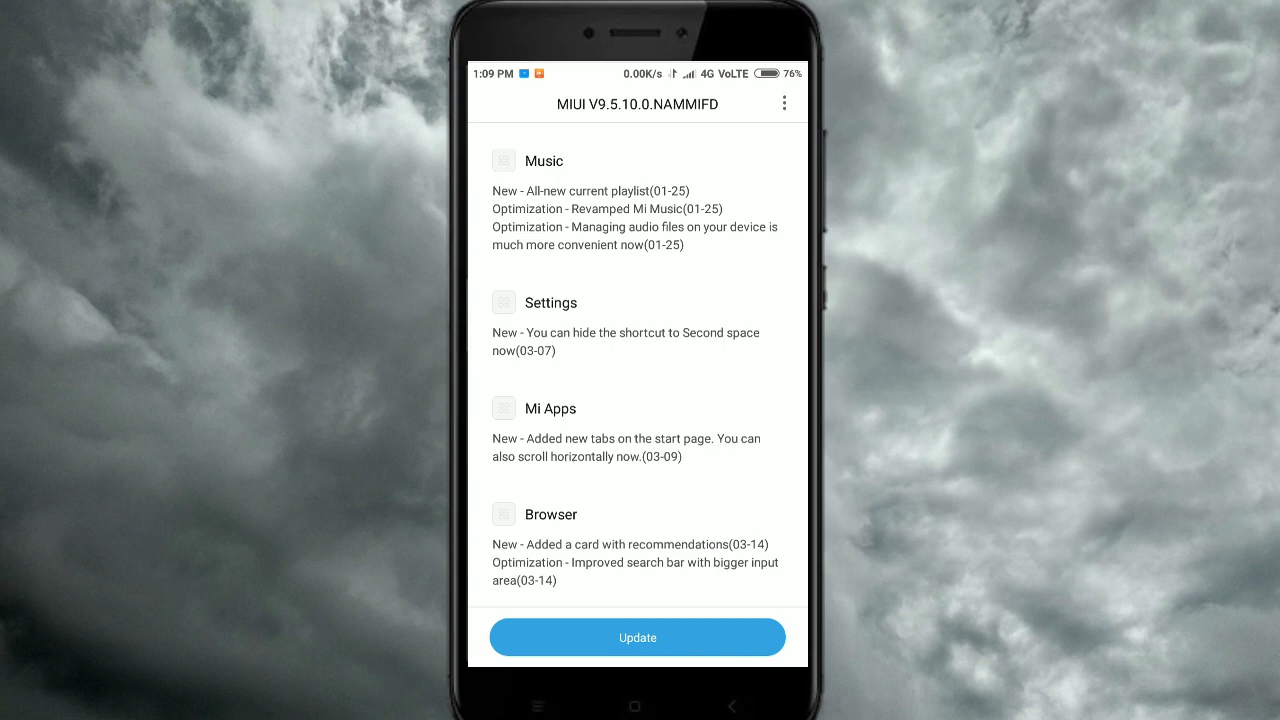 1:09 PM 0.00K/s 4G VoLTE 76%
MIUI V9.5.10.0.NAMMIFD
Music
New - All-new current playlist(01-25)
Optimization - Revamped Mi Music(01-25)
Optimization - Managing audio files on your device is
much more convenient now(01-25)
Settings
New - You can hide the shortcut to Second space
now(03-07)
Mi Apps
New - Added new tabs on the start page. You can
also scroll horizontally now.(03-09)
Browser
New - Added a card with recommendations(03-14)
Optimization - Improved search bar with bigger input
area(03-14)
Update